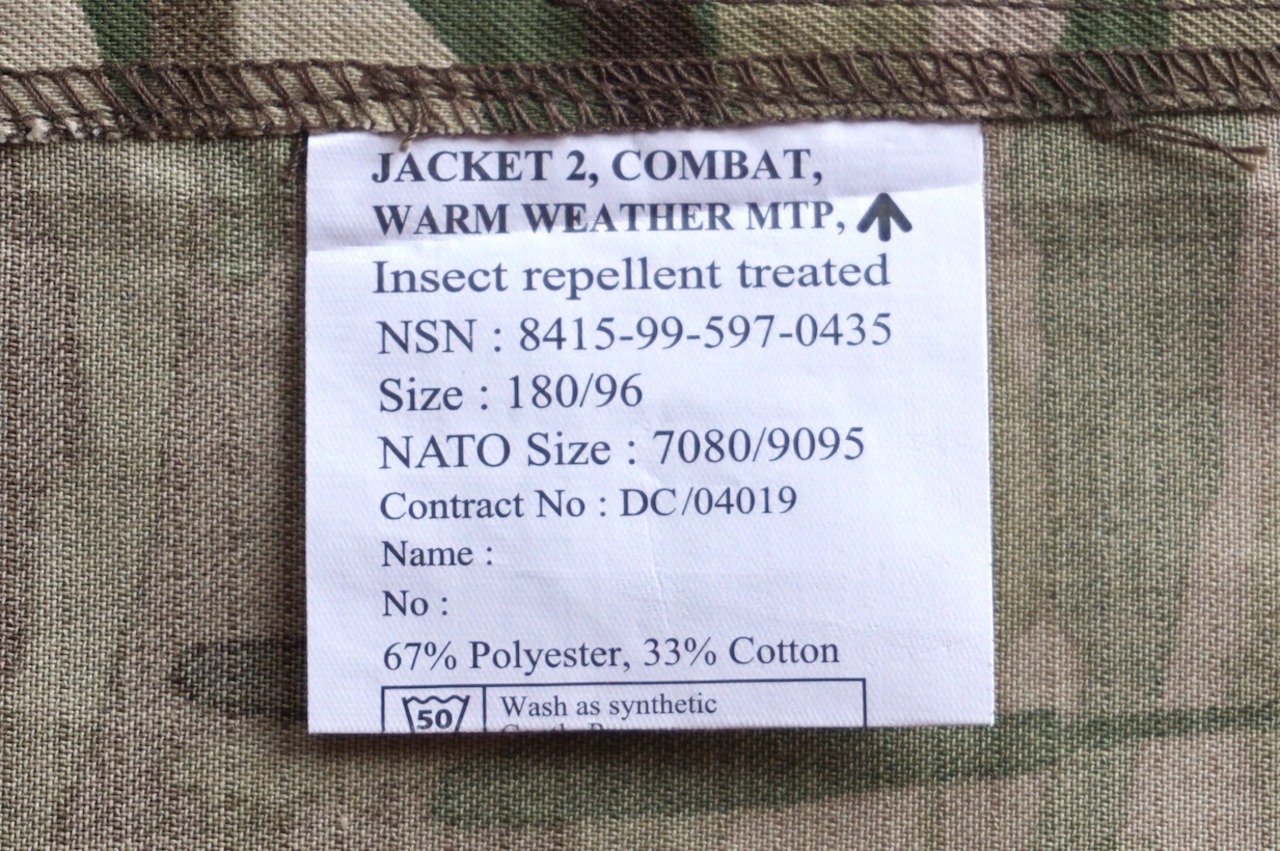 JACKET 2, COMBAT,
WARM WEATHER MTP,
Insect repellent treated
NSN : 8415-99-597-0435
Size : 180/96
NATO Size : 7080/9095
Contract No : DC/04019
Name :
No :
67% Polyester, 33% Cotton
50 Wash as synthetic